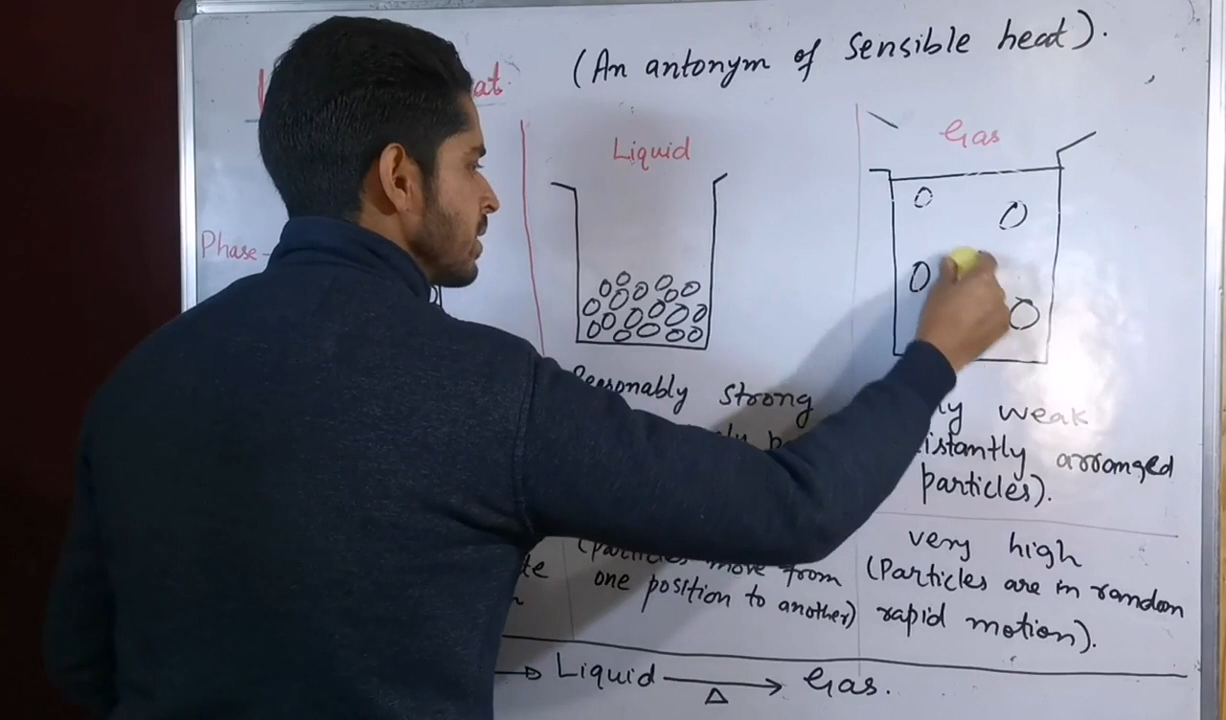 at. (An antonym of sensible heat).
Liquid
Gas
Phase-
Reasonably strong
weak
arranged
particles).
very high
(Particles are in random
rapid motion).
(particles move from
one position to another)
Liquid → Gas.
Δ